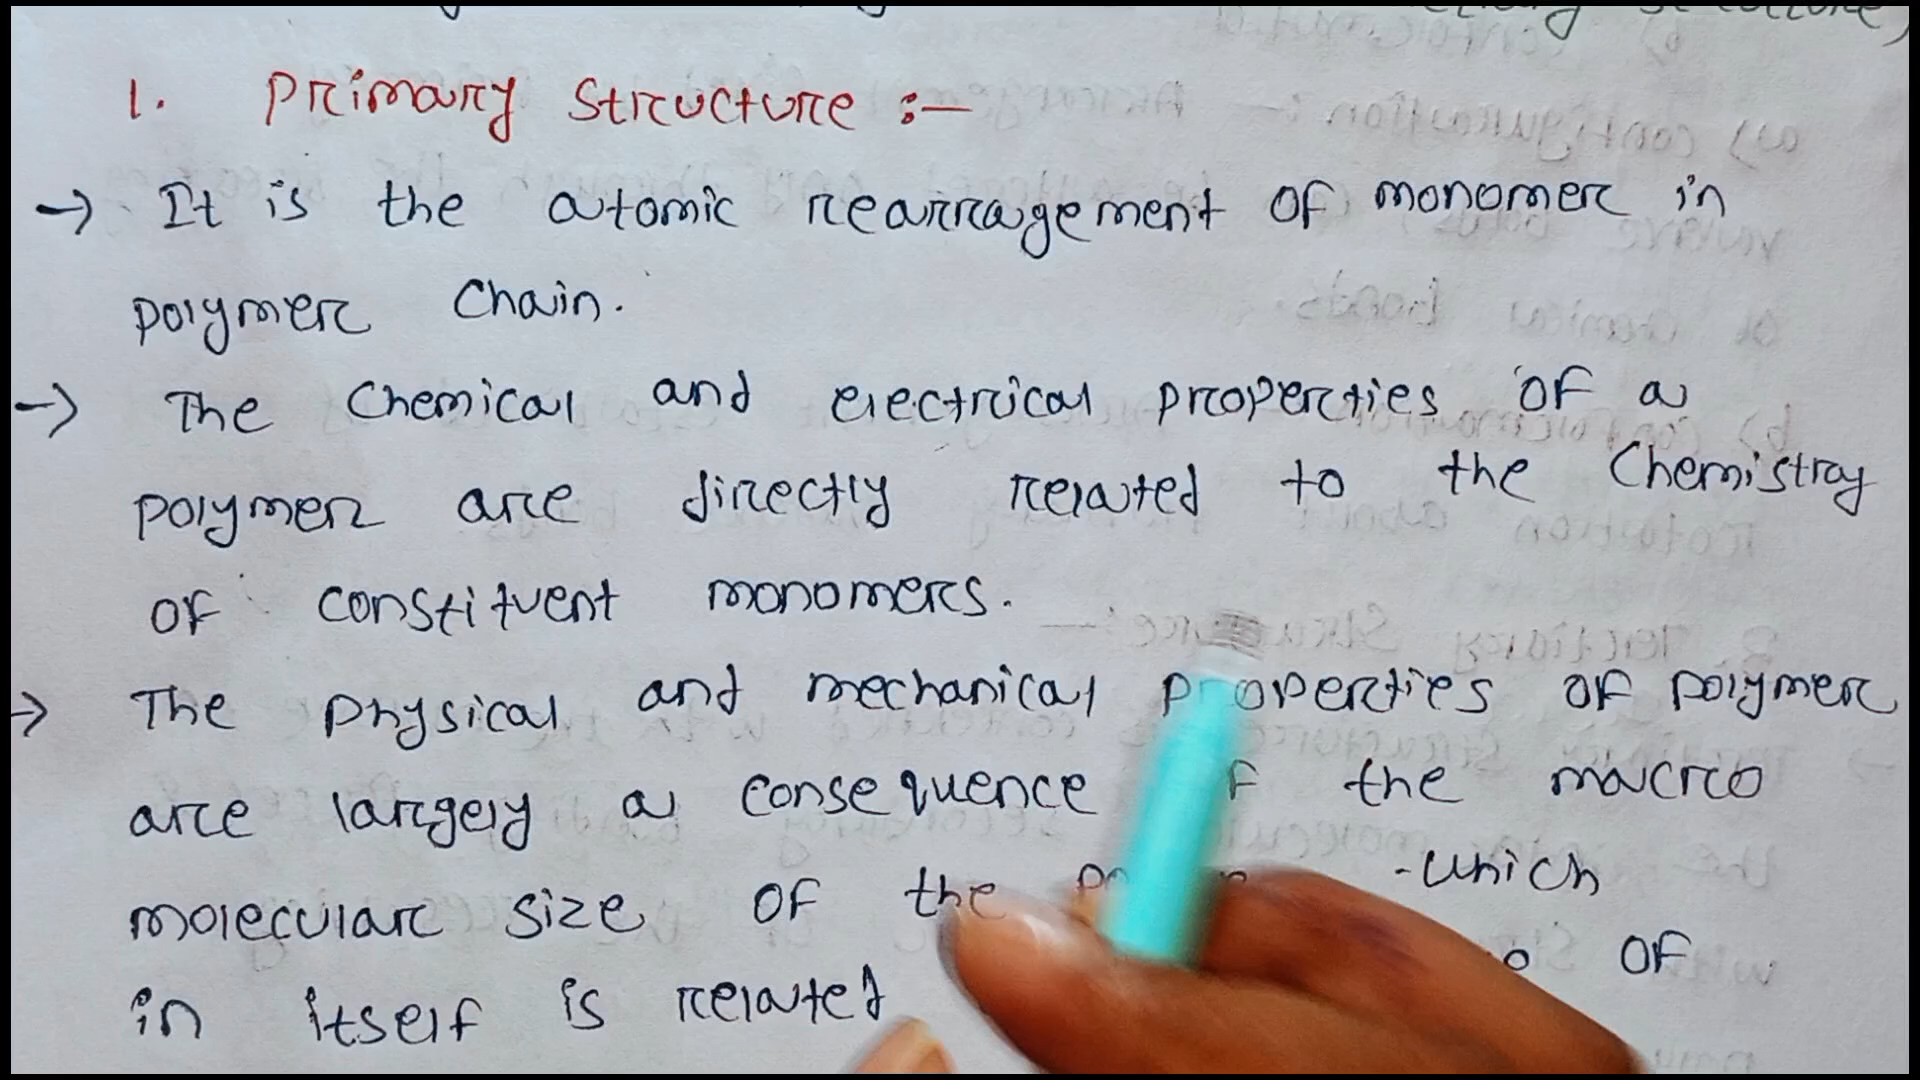 structure)
1. Primary Structure :-
→ It is the atomic rearragement of monomer in
polymer Chain.
→ The Chemical and electrical properties of a
polymer are directly related to the Chemistry
of constituent monomers.
→ The physical and mechanical properties of polymer
are largely a consequence the macro
molecular size of the which
in itself is related of